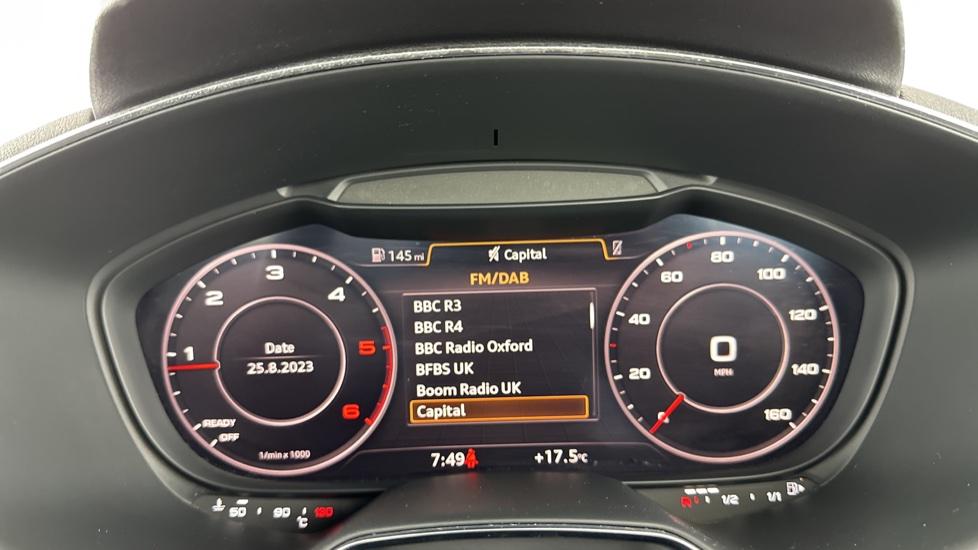 145 mi
Capital
FM/DAB
BBC R3
BBC R4
BBC Radio Oxford
BFBS UK
Boom Radio UK
Capital
7:49
+17.5°C
OFF
READY
1
2
3
4
5
6
1/min x 1000
Date
25.8.2023
0
20
40
60
80
100
120
140
160
0
MPH
50
90
130
°C
1/2
1/1